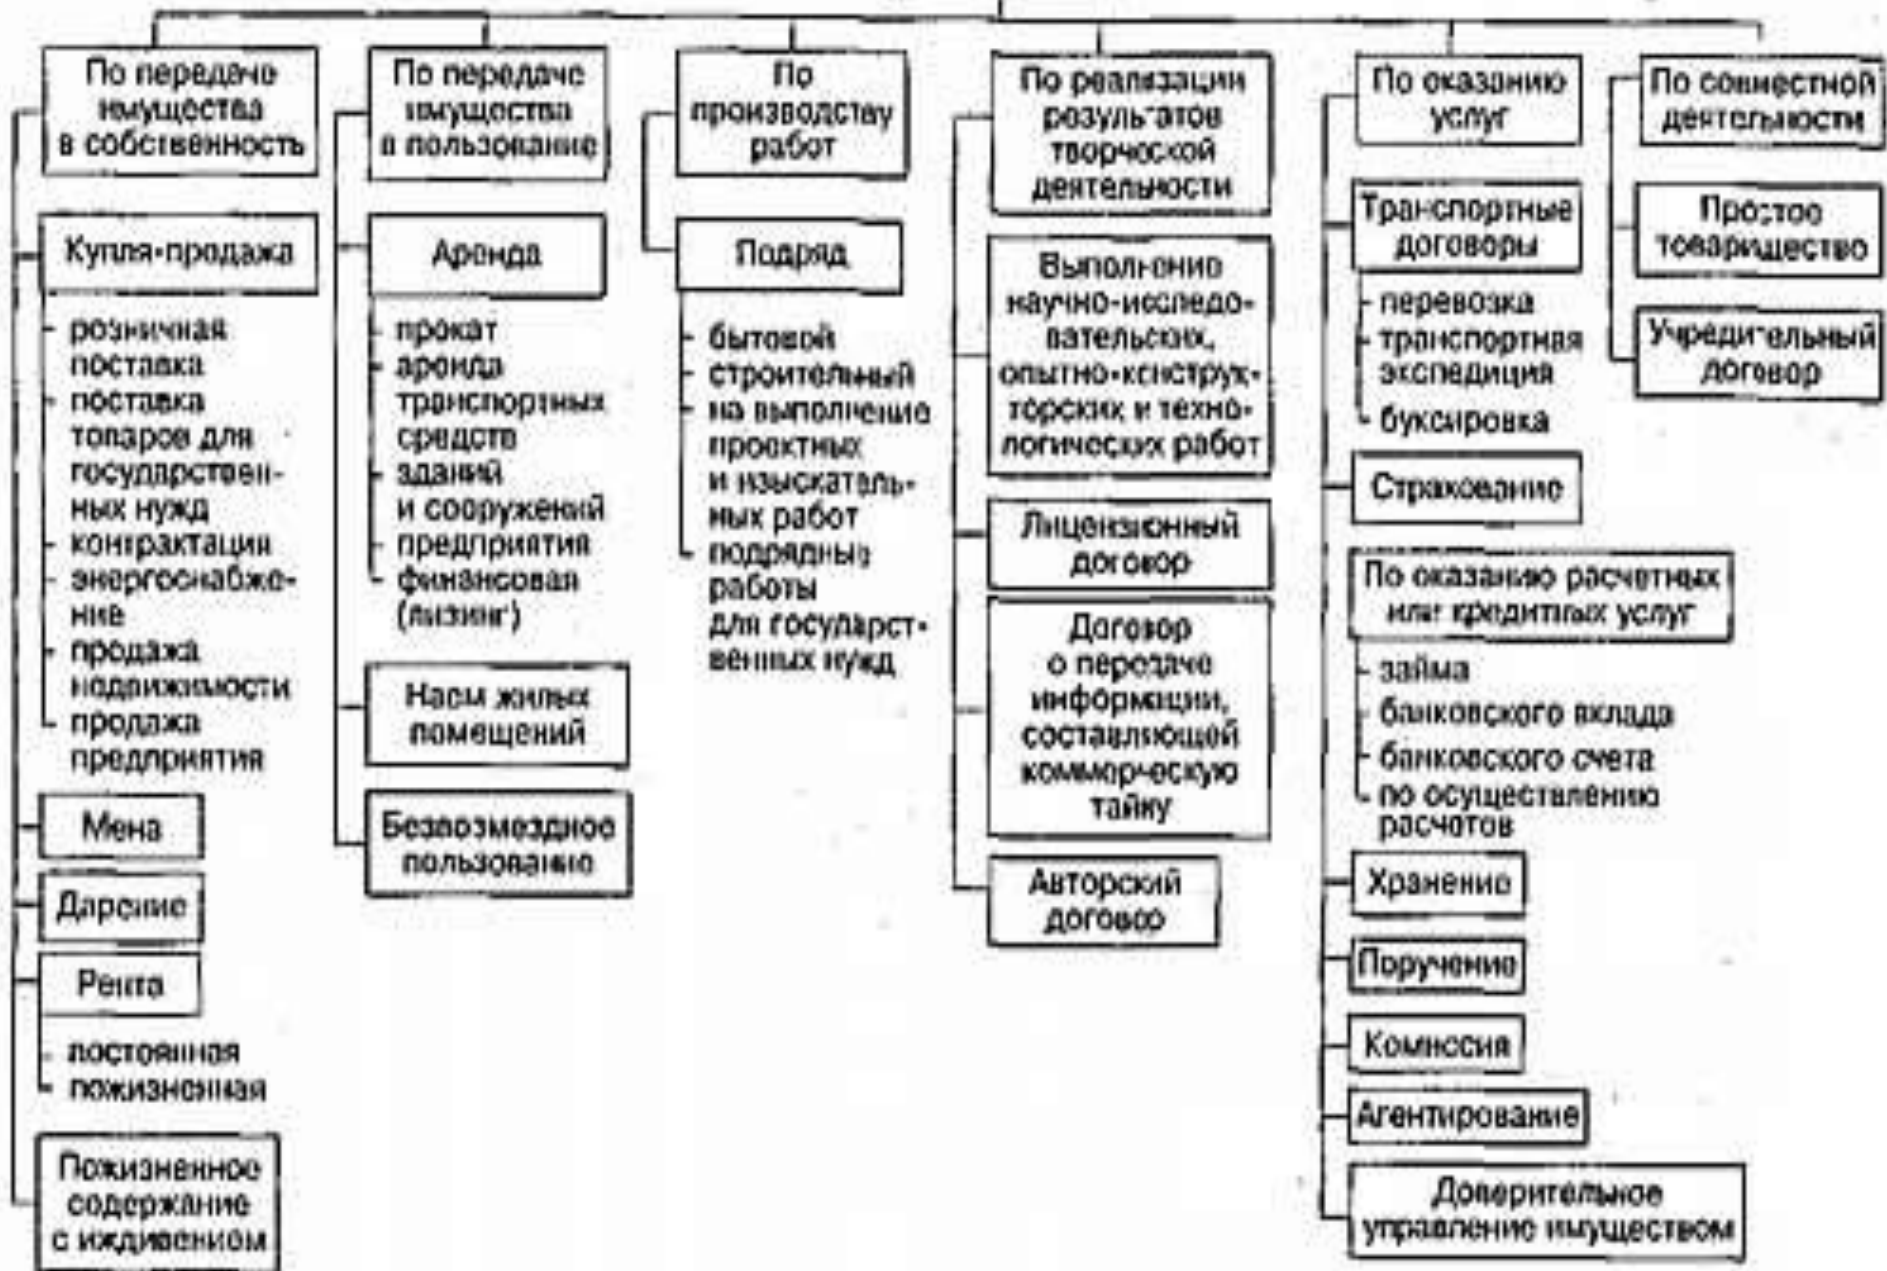 По передаче
имущества
в собственность
Купля-продажа
розничная
поставка
поставка
товаров для
государствен-
ных нужд
контрактация
энергоснабже-
ние
продажа
недвижимости
продажа
предприятия
Мена
Дарение
Рента
постоянная
пожизненная
Пожизненное
содержание
с иждивением
По передаче
имущества
в пользование
Аренда
прокат
аренда
транспортных
средств
зданий
и сооружений
предприятия
финансовая
(лизинг)
Наем жилых
помещений
Безвозмездное
пользование
По
производству
работ
Подряд
бытовой
строительный
на выполнение
проектных
и изыскатель-
ных работ
подрядные
работы
для государст-
венных нужд
По реализации
результатов
творческой
деятельности
Выполнение
научно-исследо-
вательских,
опытно-конструк-
торских и техно-
логических работ
Лицензионный
договор
Договор
о передаче
информации,
составляющей
коммерческую
тайну
Авторский
договор
По оказанию
услуг
Транспортные
договоры
перевозка
транспортная
экспедиция
буксировка
Страхование
По оказанию расчетных
или кредитных услуг
займа
банковского вклада
банковского счета
по осуществлению
расчетов
Хранение
Поручение
Комиссия
Агентирование
Доверительное
управление имуществом
По совместной
деятельности
Простое
товарищество
Учредительный
договор